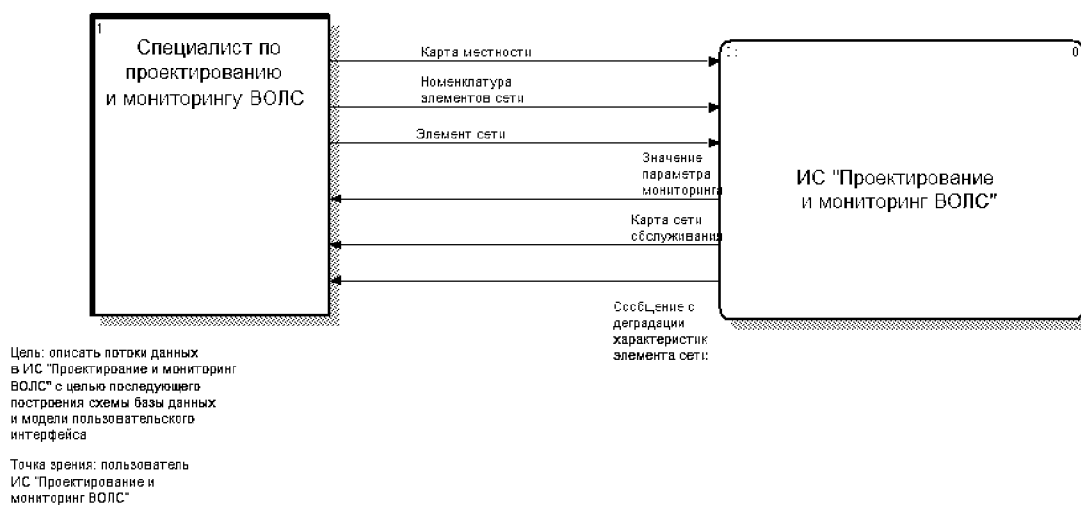 1
Специалист по
проектированию
и мониторингу ВОЛС
Карта местности
Номенклатура
элементов сети
Элемент сети
Значение
параметра
мониторинга
Карта сети
обслуживания
Сообщение о
деградации
характеристик
элемента сети
0
ИС "Проектирование
и мониторинг ВОЛС"
Цель: описать потоки данных
в ИС "Проектироание и мониторинг
ВОЛС" с целью последующего
построения схемы базы данных
и модели пользовательского
интерфейса
Точка зрения: пользователь
ИС "Проектирование и
мониторинг ВОЛС"